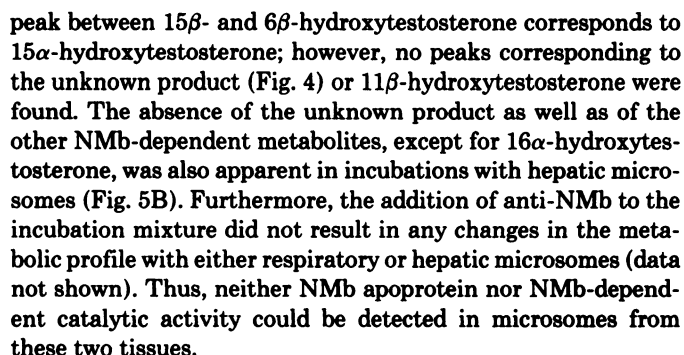 peak between 15β- and 6β-hydroxytestosterone corresponds to
15α-hydroxytestosterone; however, no peaks corresponding to
the unknown product (Fig. 4) or 11β-hydroxytestosterone were
found. The absence of the unknown product as well as of the
other NMb-dependent metabolites, except for 16α-hydroxytes-
tosterone, was also apparent in incubations with hepatic micro-
somes (Fig. 5B). Furthermore, the addition of anti-NMb to the
incubation mixture did not result in any changes in the meta-
bolic profile with either respiratory or hepatic microsomes (data
not shown). Thus, neither NMb apoprotein nor NMb-depend-
ent catalytic activity could be detected in microsomes from
these two tissues.